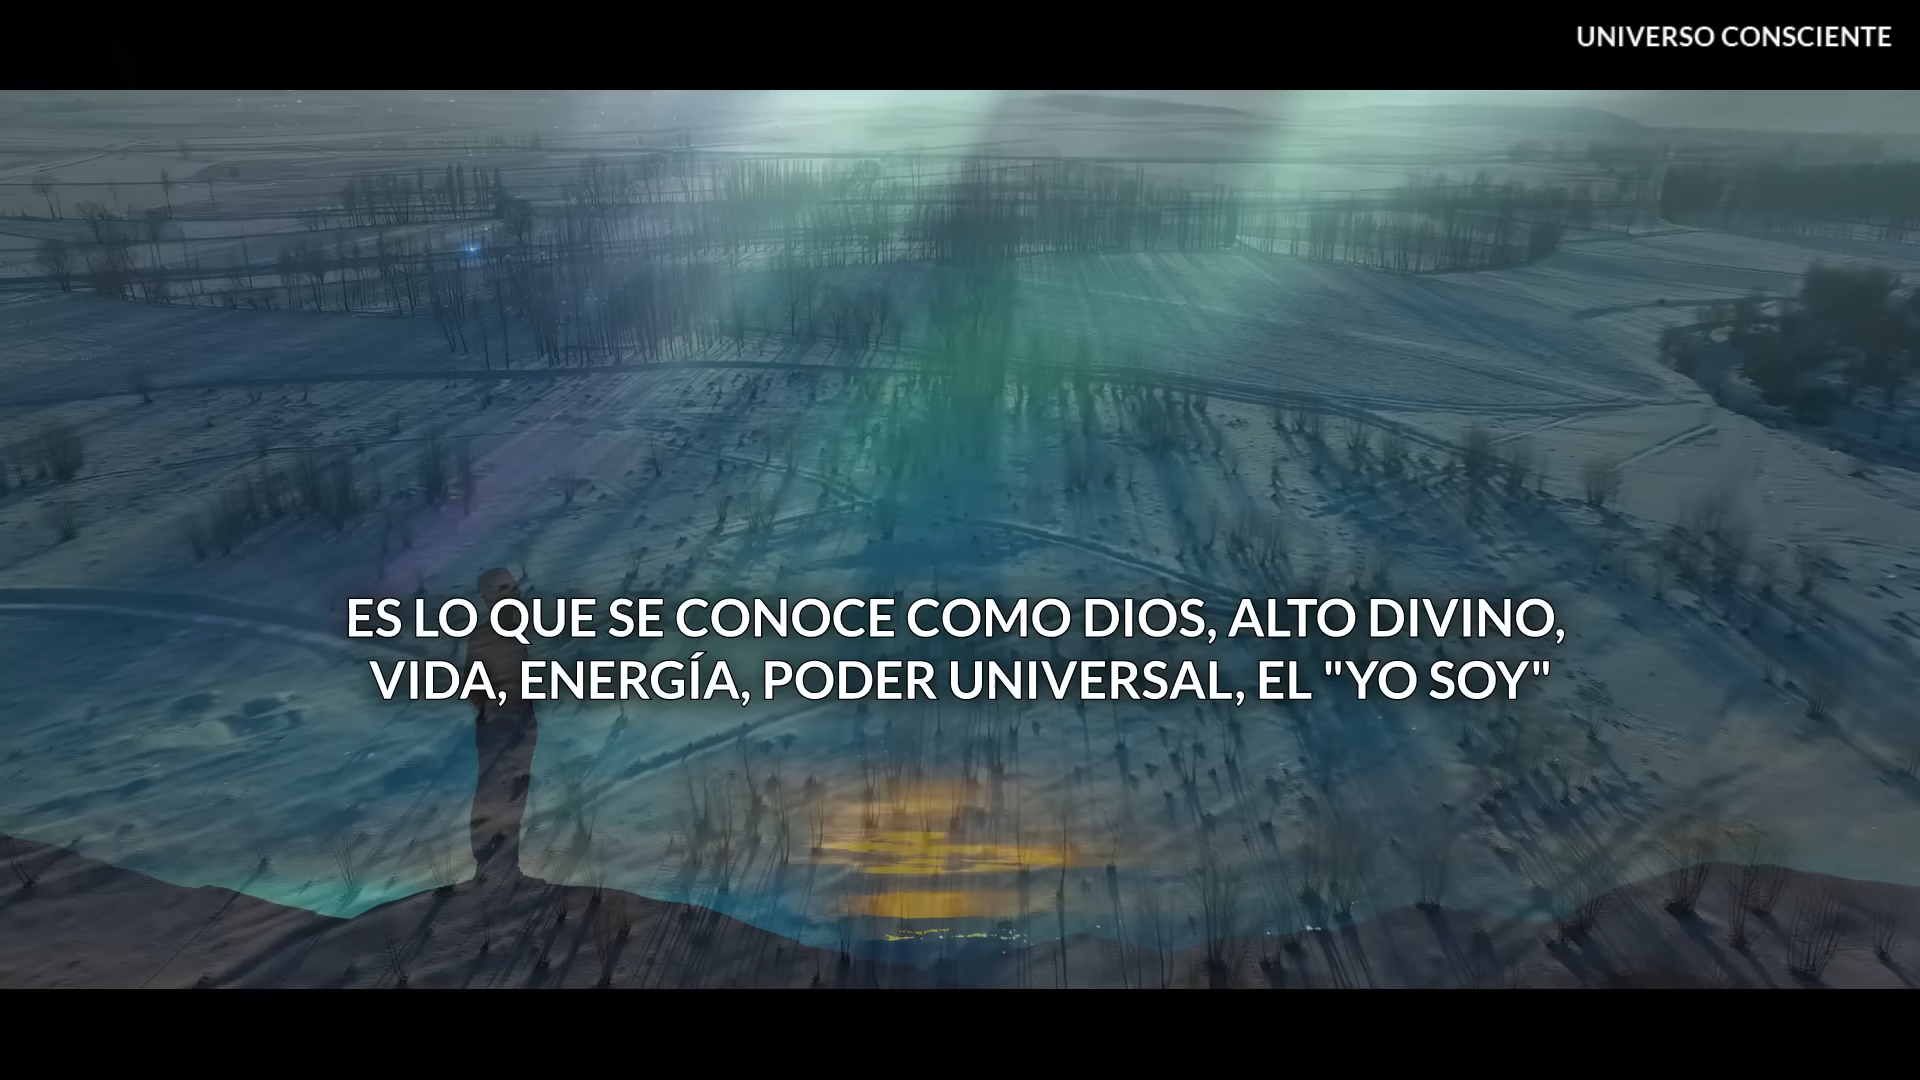 UNIVERSO CONSCIENTE
ES LO QUE SE CONOCE COMO DIOS, ALTO DIVINO,
VIDA, ENERGÍA, PODER UNIVERSAL, EL "YO SOY"